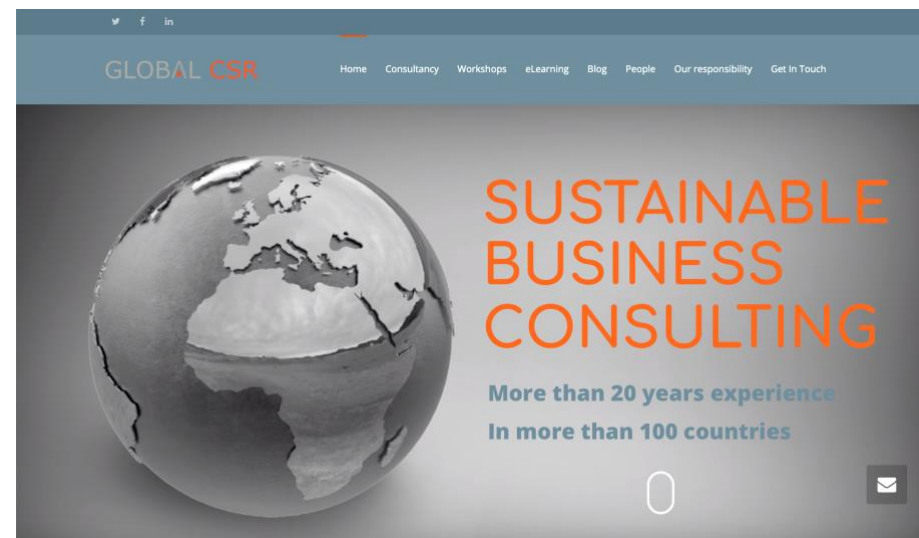 GLOBAL CSR
Home Consultancy Workshops eLearning Blog People Our responsibility Get In Touch
SUSTAINABLE
BUSINESS
CONSULTING
More than 20 years experience
In more than 100 countries